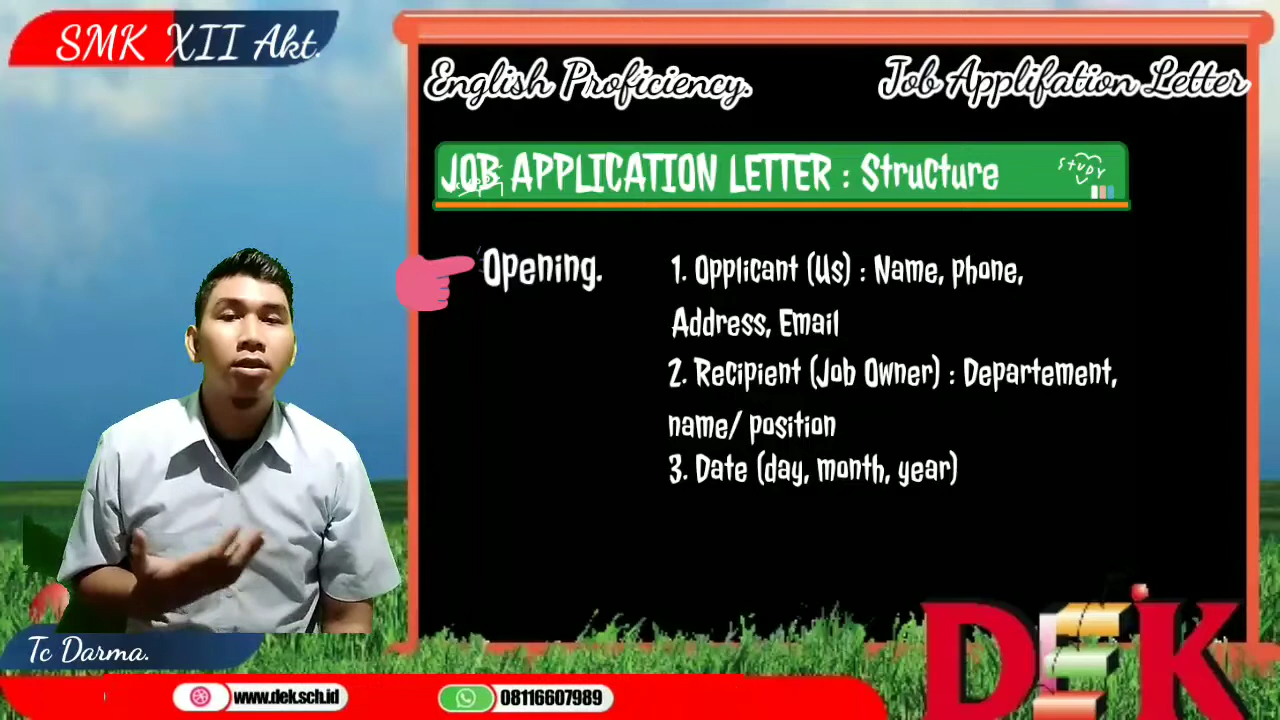 SMK XII Akt.
English Proficiency.
Job Applifation Letter
JOB APPLICATION LETTER : Structure
STUDY
Opening.
1. Opplicant (Us) : Name, phone,
Address, Email
2. Recipient (Job Owner) : Departement,
name/ position
3. Date (day, month, year)
Tc Darma.
www.dek.sch.id
08116607989
DEK